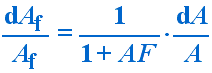 dA_f/A_f = 1/(1+AF) · dA/A